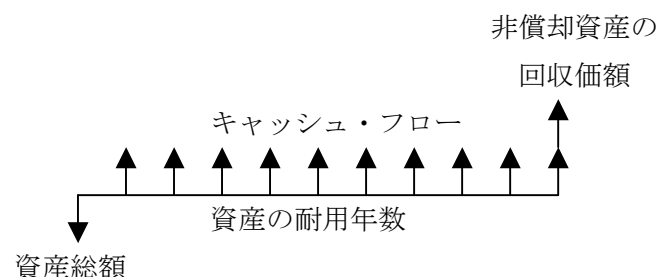 非償却資産の
回収価額
キャッシュ・フロー
資産の耐用年数
資産総額